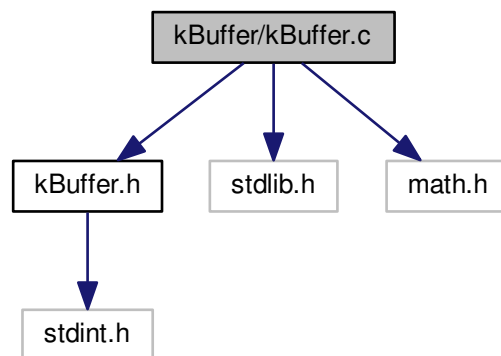 kBuffer/kBuffer.c
kBuffer.h
stdlib.h
math.h
stdint.h